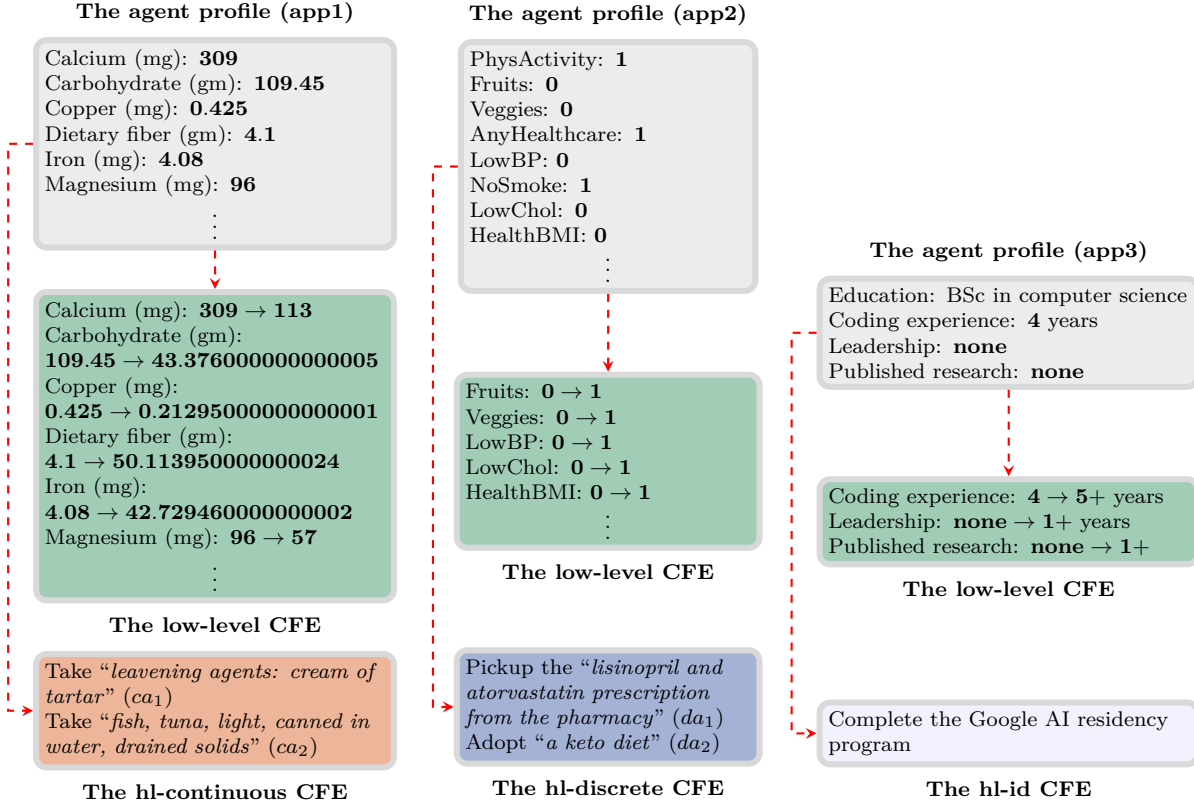 The agent profile (app1)
Calcium (mg): 309
Carbohydrate (gm): 109.45
Copper (mg): 0.425
Dietary fiber (gm): 4.1
Iron (mg): 4.08
Magnesium (mg): 96
⋮
Calcium (mg): 309 → 113
Carbohydrate (gm):
109.45 → 43.376000000000005
Copper (mg):
0.425 → 0.21295000000000001
Dietary fiber (gm):
4.1 → 50.113950000000024
Iron (mg):
4.08 → 42.729460000000002
Magnesium (mg): 96 → 57
⋮
The low-level CFE
Take “leavening agents: cream of
tartar” (ca₁)
Take “fish, tuna, light, canned in
water, drained solids” (ca₂)
The hl-continuous CFE
The agent profile (app2)
PhysActivity: 1
Fruits: 0
Veggies: 0
AnyHealthcare: 1
LowBP: 0
NoSmoke: 1
LowChol: 0
HealthBMI: 0
⋮
Fruits: 0 → 1
Veggies: 0 → 1
LowBP: 0 → 1
LowChol: 0 → 1
HealthBMI: 0 → 1
⋮
The low-level CFE
Pickup the “lisinopril and
atorvastatin prescription
from the pharmacy” (da₁)
Adopt “a keto diet” (da₂)
The hl-discrete CFE
The agent profile (app3)
Education: BSc in computer science
Coding experience: 4 years
Leadership: none
Published research: none
Coding experience: 4 → 5+ years
Leadership: none → 1+ years
Published research: none → 1+
The low-level CFE
Complete the Google AI residency
program
The hl-id CFE